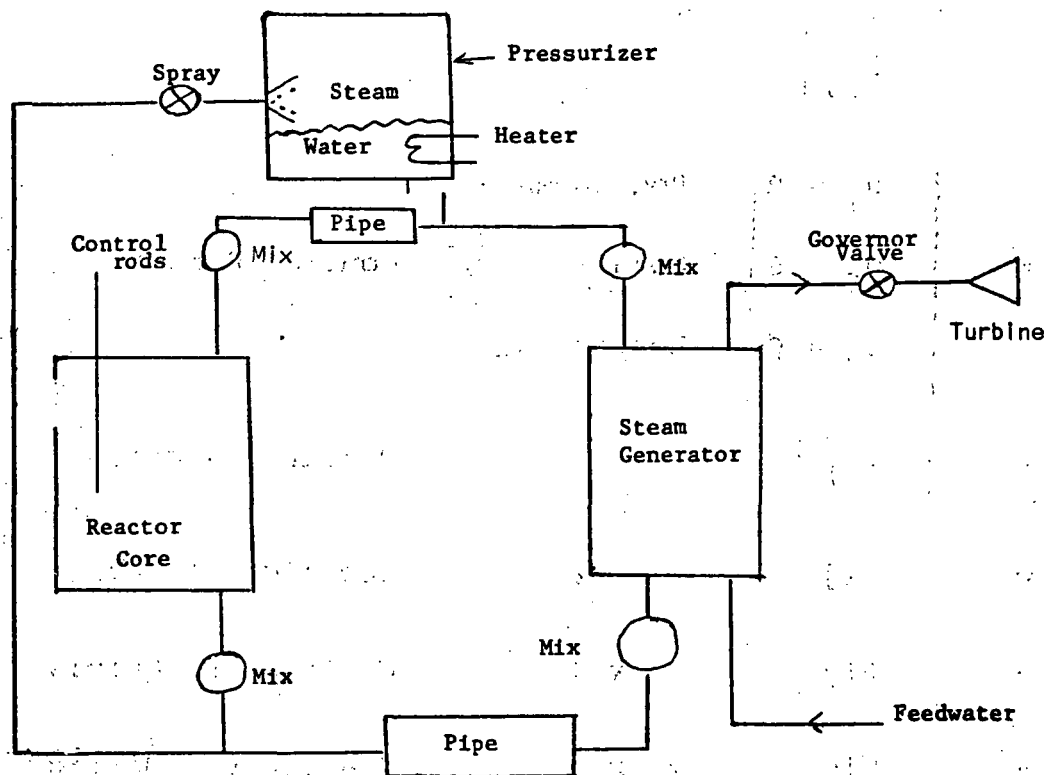 Pressurizer
Spray
Steam
Water
Heater
Pipe
Control
rods
Mix
Mix
Governor
Valve
Turbine
Steam
Generator
Reactor
Core
Mix
Mix
Feedwater
Pipe